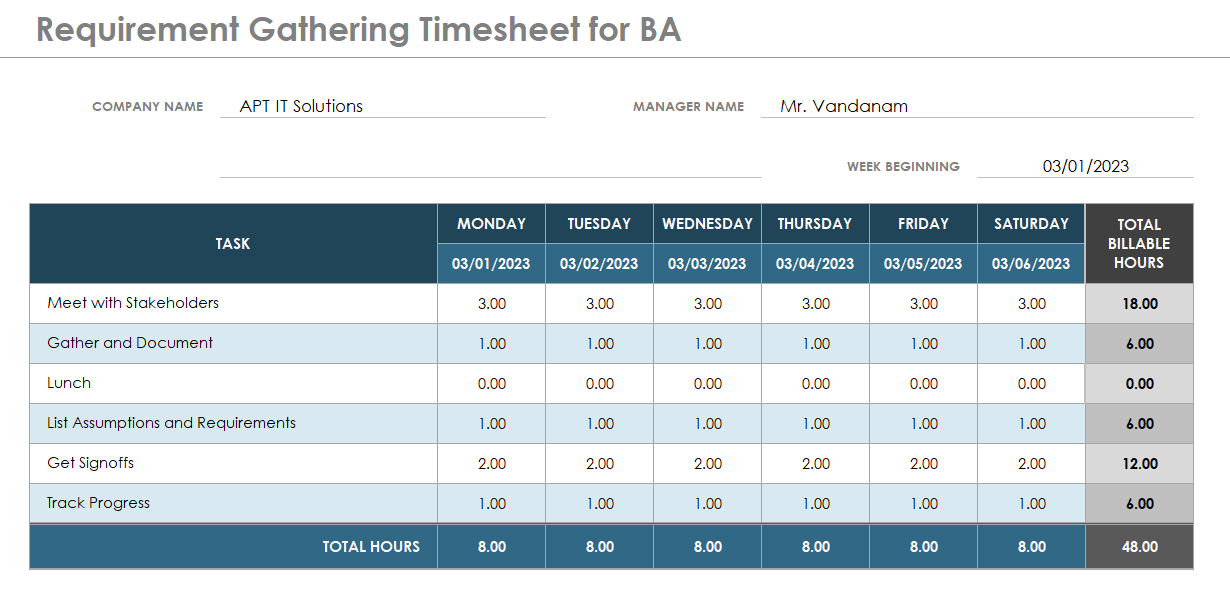 Requirement Gathering Timesheet for BA
COMPANY NAME APT IT Solutions MANAGER NAME Mr. Vandanam
WEEK BEGINNING 03/01/2023
TASK MONDAY TUESDAY WEDNESDAY THURSDAY FRIDAY SATURDAY TOTAL BILLABLE HOURS
03/01/2023 03/02/2023 03/03/2023 03/04/2023 03/05/2023 03/06/2023
Meet with Stakeholders 3.00 3.00 3.00 3.00 3.00 3.00 18.00
Gather and Document 1.00 1.00 1.00 1.00 1.00 1.00 6.00
Lunch 0.00 0.00 0.00 0.00 0.00 0.00 0.00
List Assumptions and Requirements 1.00 1.00 1.00 1.00 1.00 1.00 6.00
Get Signoffs 2.00 2.00 2.00 2.00 2.00 2.00 12.00
Track Progress 1.00 1.00 1.00 1.00 1.00 1.00 6.00
TOTAL HOURS 8.00 8.00 8.00 8.00 8.00 8.00 48.00